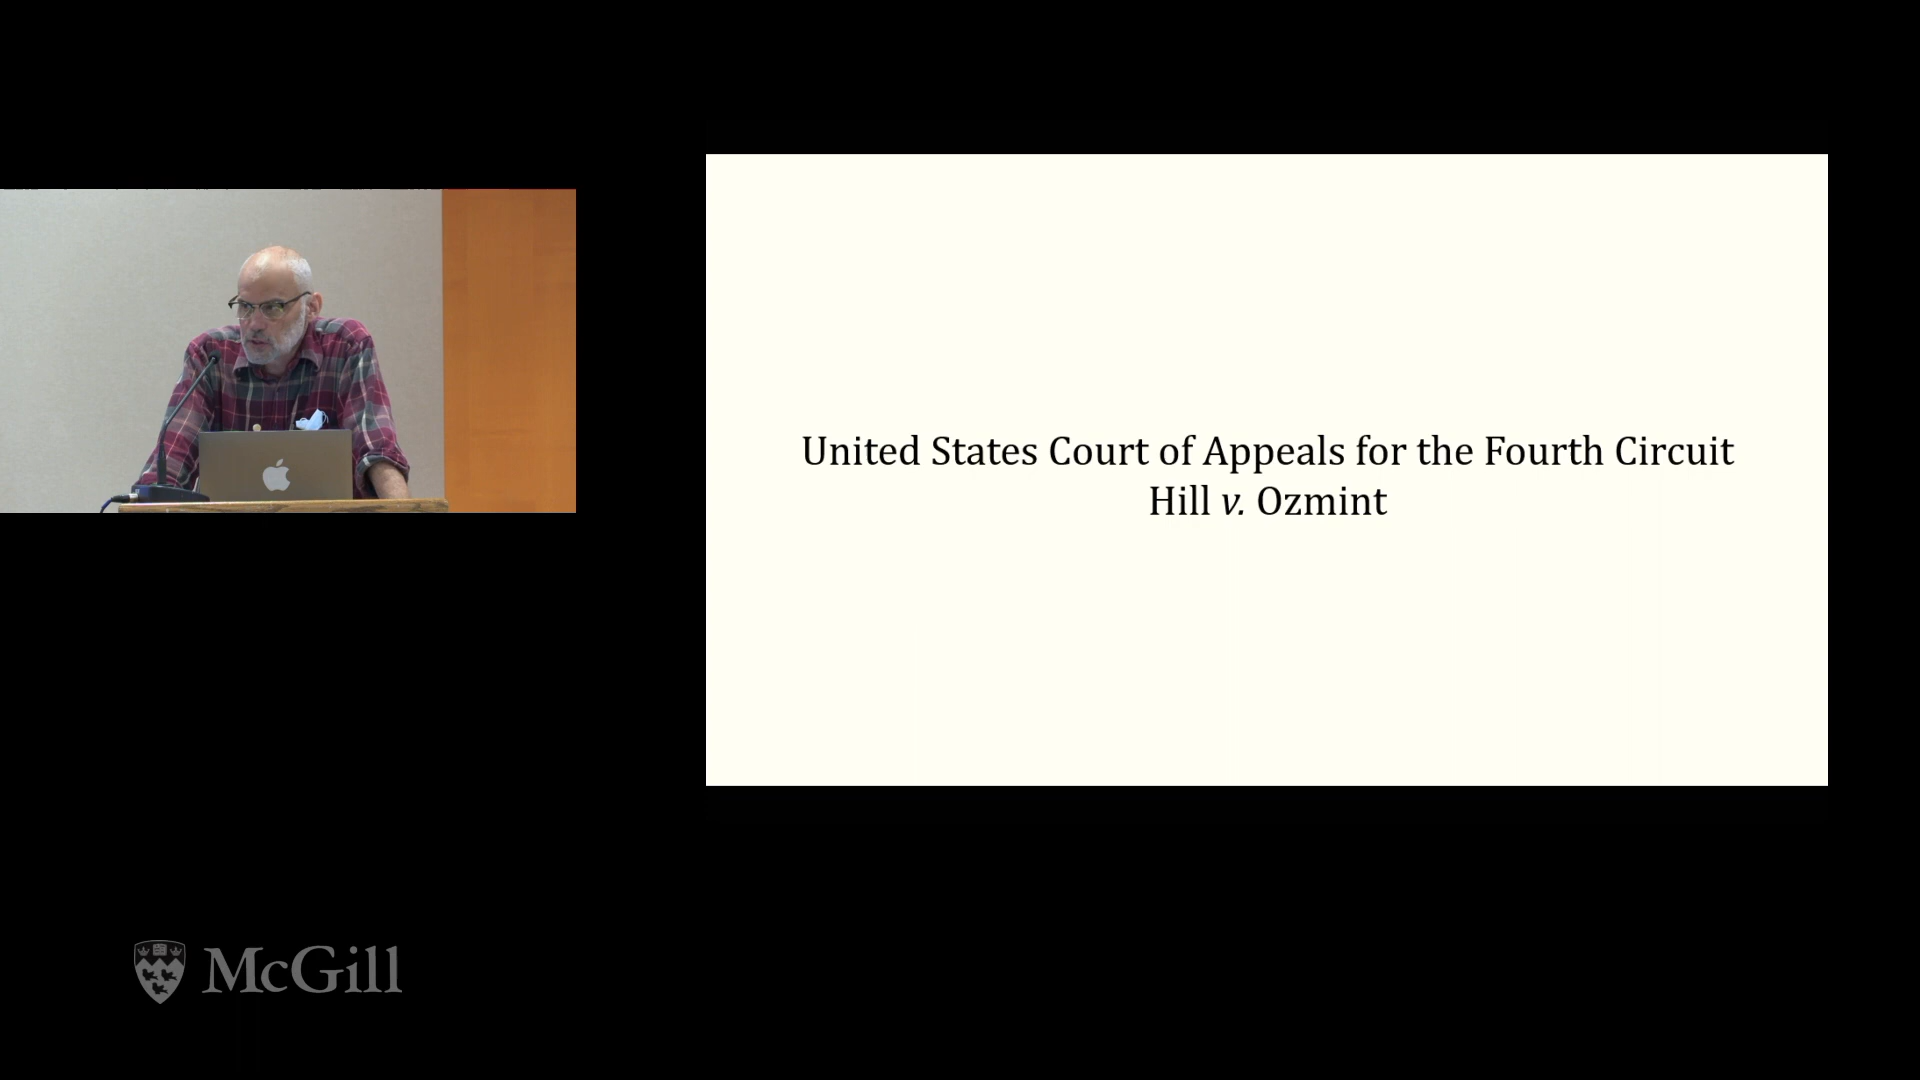 United States Court of Appeals for the Fourth Circuit
Hill v. Ozmint
McGill